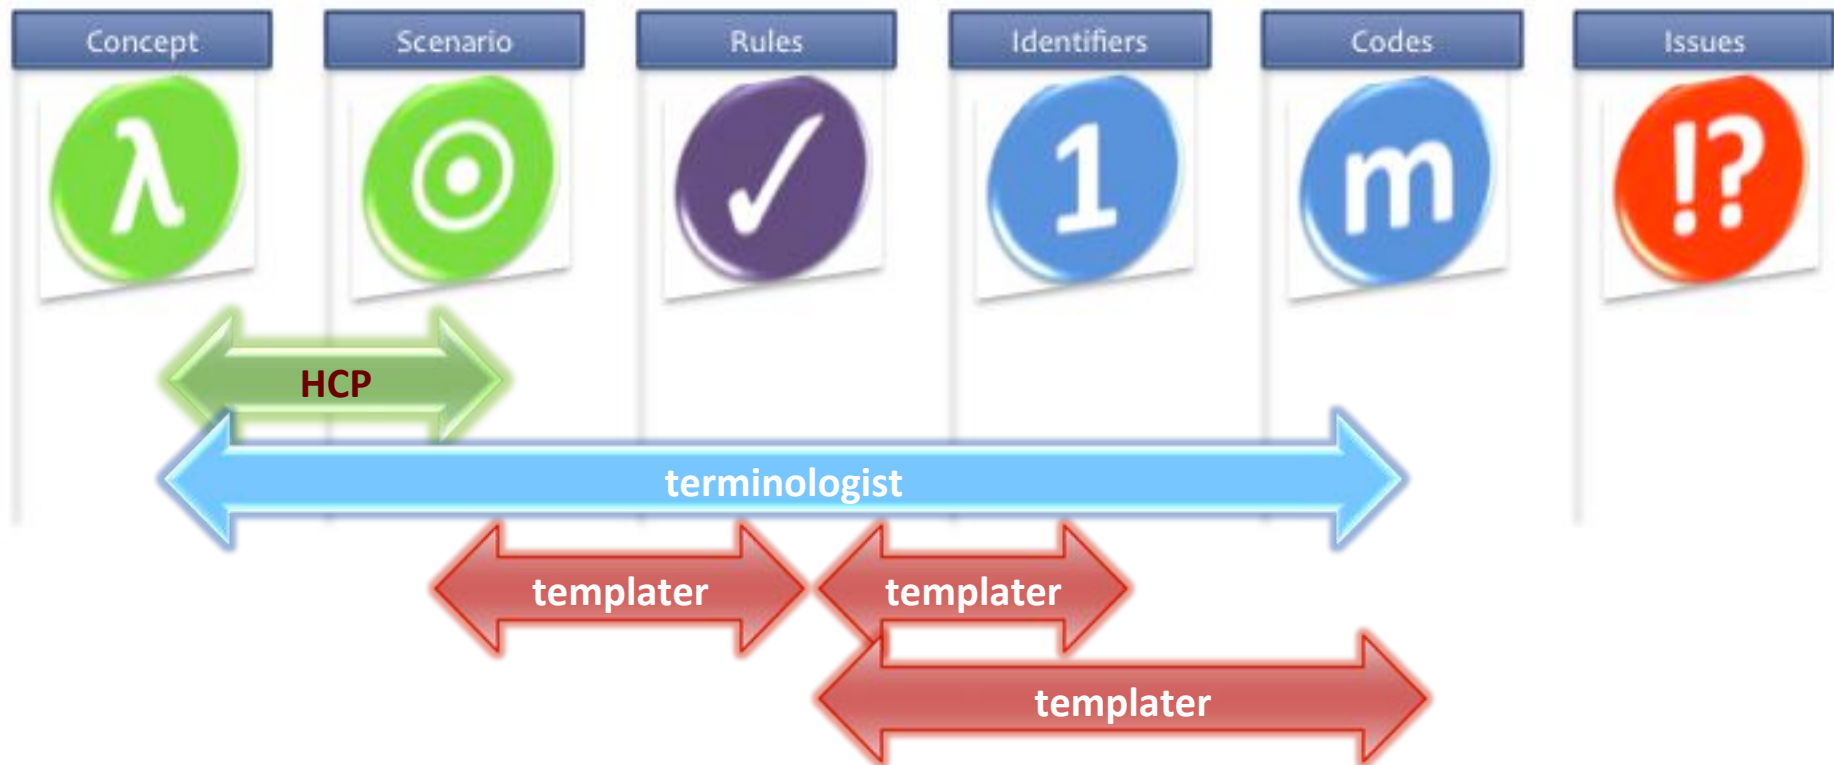 Concept
Scenario
Rules
Identifiers
Codes
Issues
λ
1
m
!?
HCP
terminologist
templater
templater
templater